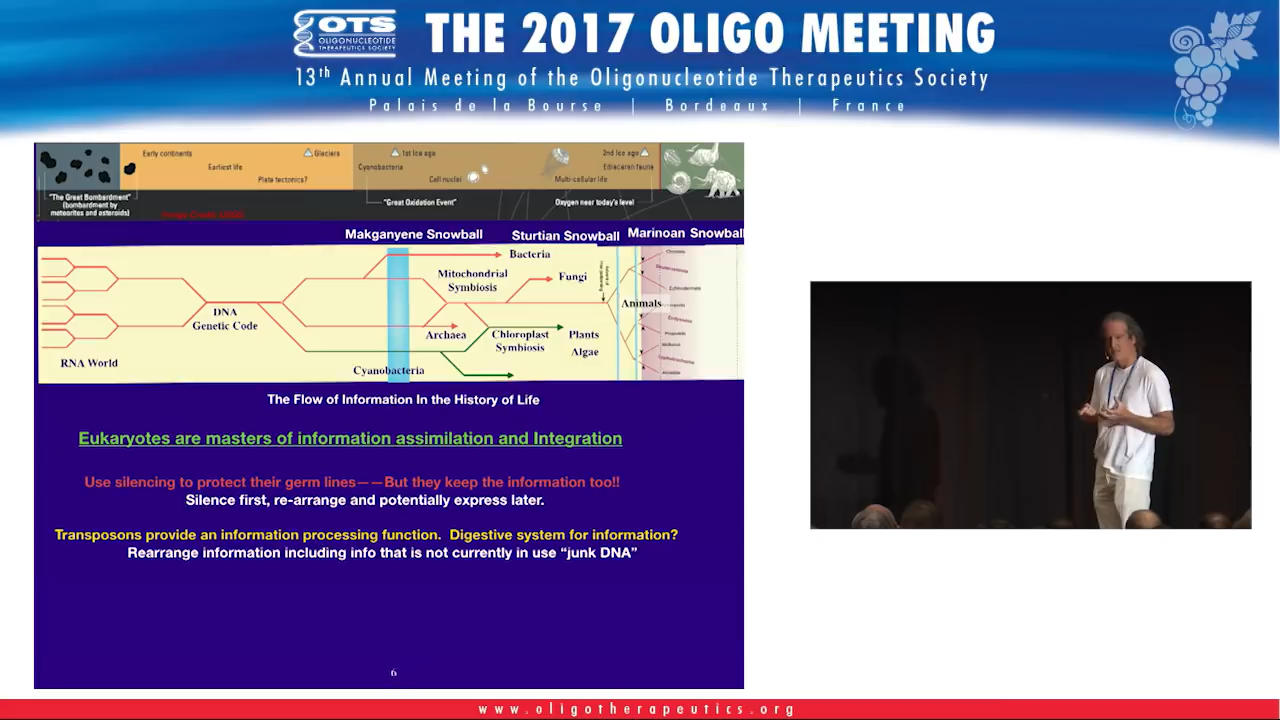 OTS
OLIGONUCLEOTIDE
THERAPEUTICS SOCIETY
THE 2017 OLIGO MEETING
13th Annual Meeting of the Oligonucleotide Therapeutics Society
Palais de la Bourse | Bordeaux | France
Early continents
Glaciers
1st Ice age
2nd Ice age
Earliest life
Cyanobacteria
Ediacaran fauna
Plate tectonics?
Cell nuclei
Multi-cellular life
"The Great Bombardment"
(bombardment by
meteorites and asteroids)
"Great Oxidation Event"
Oxygen near today's level
Makganyene Snowball
Sturtian Snowball
Marinoan Snowball
Bacteria
Mitochondrial
Symbiosis
Fungi
Animals
DNA
Genetic Code
Archaea
Chloroplast
Symbiosis
Plants
Algae
RNA World
Cyanobacteria
The Flow of Information In the History of Life
Eukaryotes are masters of information assimilation and Integration
Use silencing to protect their germ lines——But they keep the information too!!
Silence first, re-arrange and potentially express later.
Transposons provide an information processing function. Digestive system for information?
Rearrange information including info that is not currently in use “junk DNA”
6
www.oligotherapeutics.org